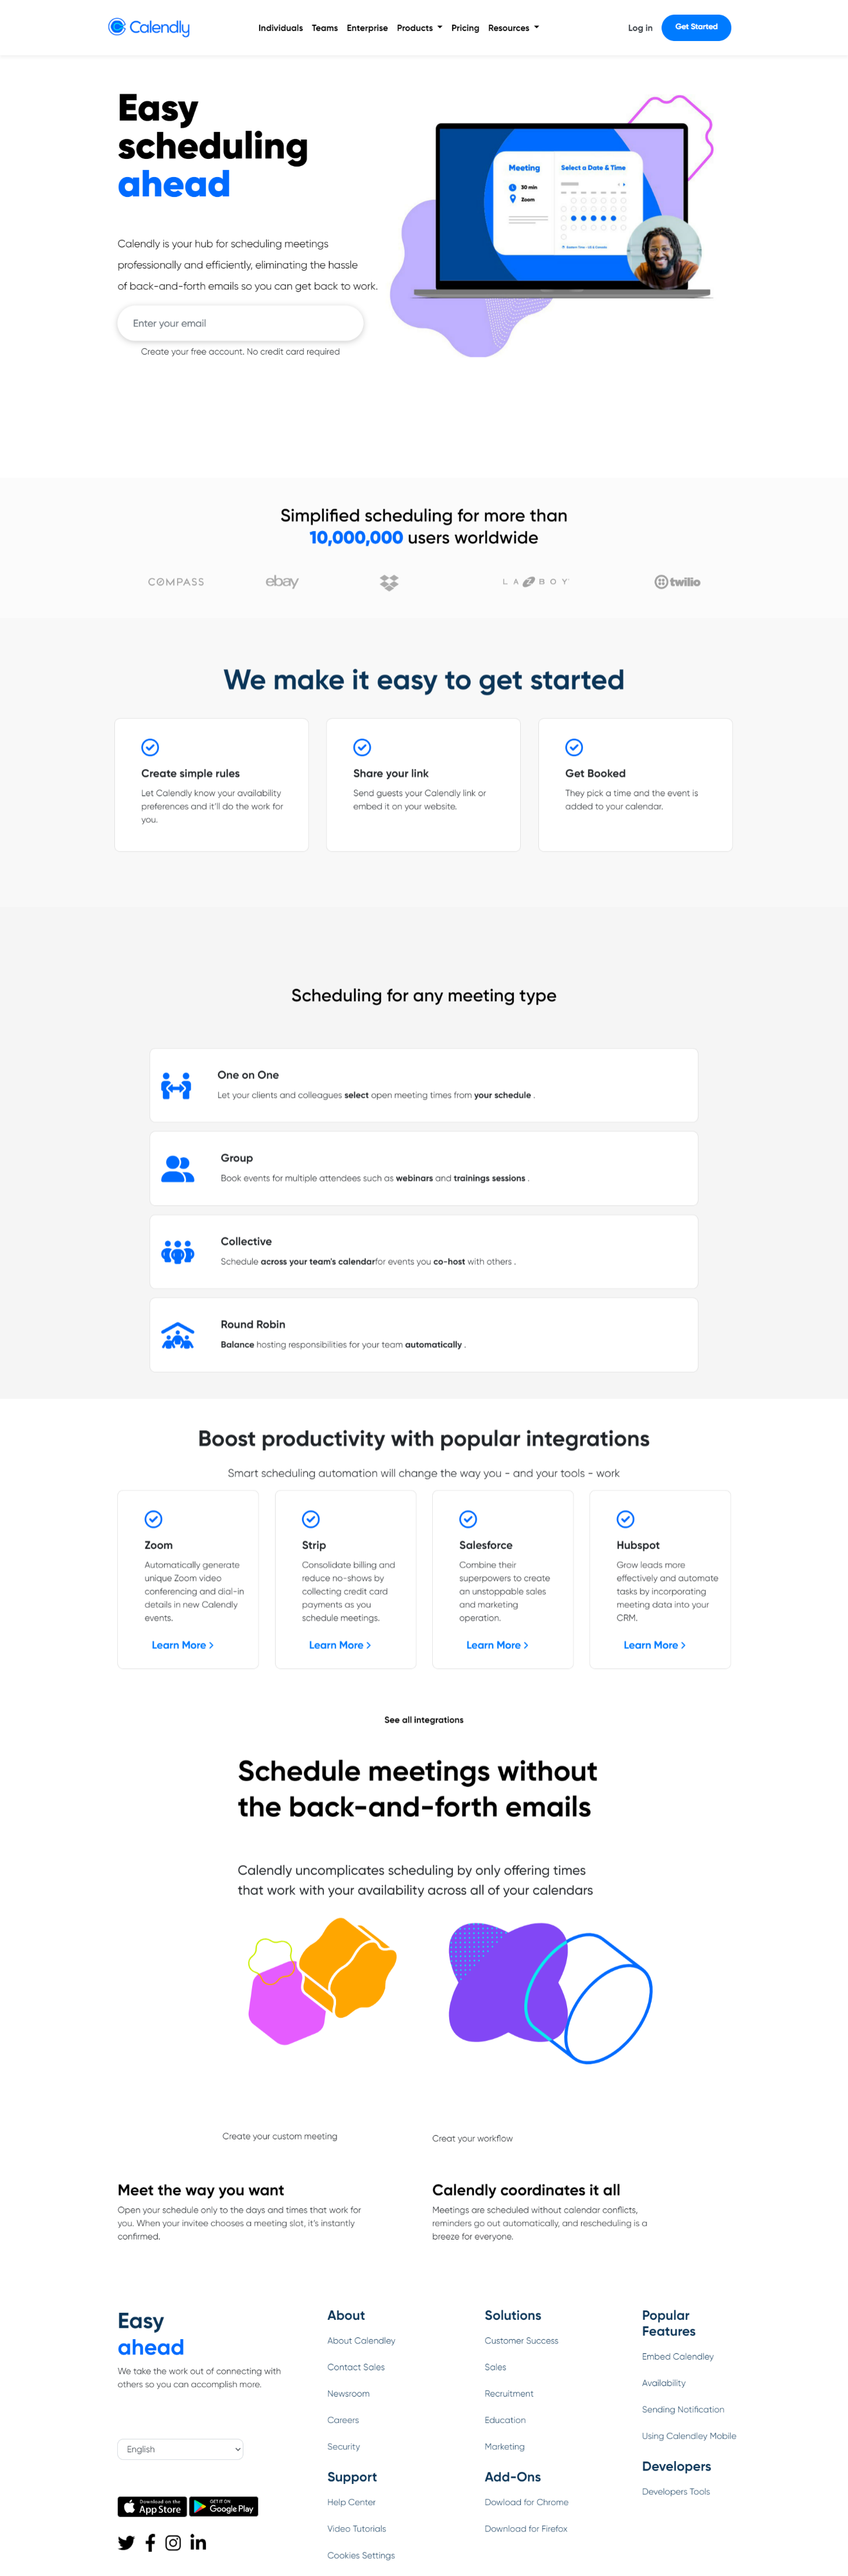 Calendly
Individuals Teams Enterprise Products Pricing Resources
Log in Get Started
Easy
scheduling
ahead
Calendly is your hub for scheduling meetings
professionally and efficiently, eliminating the hassle
of back-and-forth emails so you can get back to work.
Enter your email
Create your free account. No credit card required
Meeting
30 min
Zoom
Select a Date & Time
Simplified scheduling for more than
10,000,000 users worldwide
COMPASS ebay LA Z BOY twilio
We make it easy to get started
Create simple rules
Let Calendly know your availability
preferences and it'll do the work for
you.
Share your link
Send guests your Calendly link or
embed it on your website.
Get Booked
They pick a time and the event is
added to your calendar.
Scheduling for any meeting type
One on One
Let your clients and colleagues select open meeting times from your schedule .
Group
Book events for multiple attendees such as webinars and trainings sessions .
Collective
Schedule across your team's calendarfor events you co-host with others .
Round Robin
Balance hosting responsibilities for your team automatically .
Boost productivity with popular integrations
Smart scheduling automation will change the way you - and your tools - work
Zoom
Automatically generate
unique Zoom video
conferencing and dial-in
details in new Calendly
events.
Learn More
Strip
Consolidate billing and
reduce no-shows by
collecting credit card
payments as you
schedule meetings.
Learn More
Salesforce
Combine their
superpowers to create
an unstoppable sales
and marketing
operation.
Learn More
Hubspot
Grow leads more
effectively and automate
tasks by incorporating
meeting data into your
CRM.
Learn More
See all integrations
Schedule meetings without
the back-and-forth emails
Calendly uncomplicates scheduling by only offering times
that work with your availability across all of your calendars
Create your custom meeting
Creat your workflow
Meet the way you want
Open your schedule only to the days and times that work for
you. When your invitee chooses a meeting slot, it's instantly
confirmed.
Calendly coordinates it all
Meetings are scheduled without calendar conflicts,
reminders go out automatically, and rescheduling is a
breeze for everyone.
Easy
ahead
We take the work out of connecting with
others so you can accomplish more.
English
Download on the
App Store
GET IT ON
Google Play
About
About Calendley
Contact Sales
Newsroom
Careers
Security
Support
Help Center
Video Tutorials
Cookies Settings
Solutions
Customer Success
Sales
Recruitment
Education
Marketing
Add-Ons
Dowload for Chrome
Download for Firefox
Popular
Features
Embed Calendley
Availability
Sending Notification
Using Calendley Mobile
Developers
Developers Tools